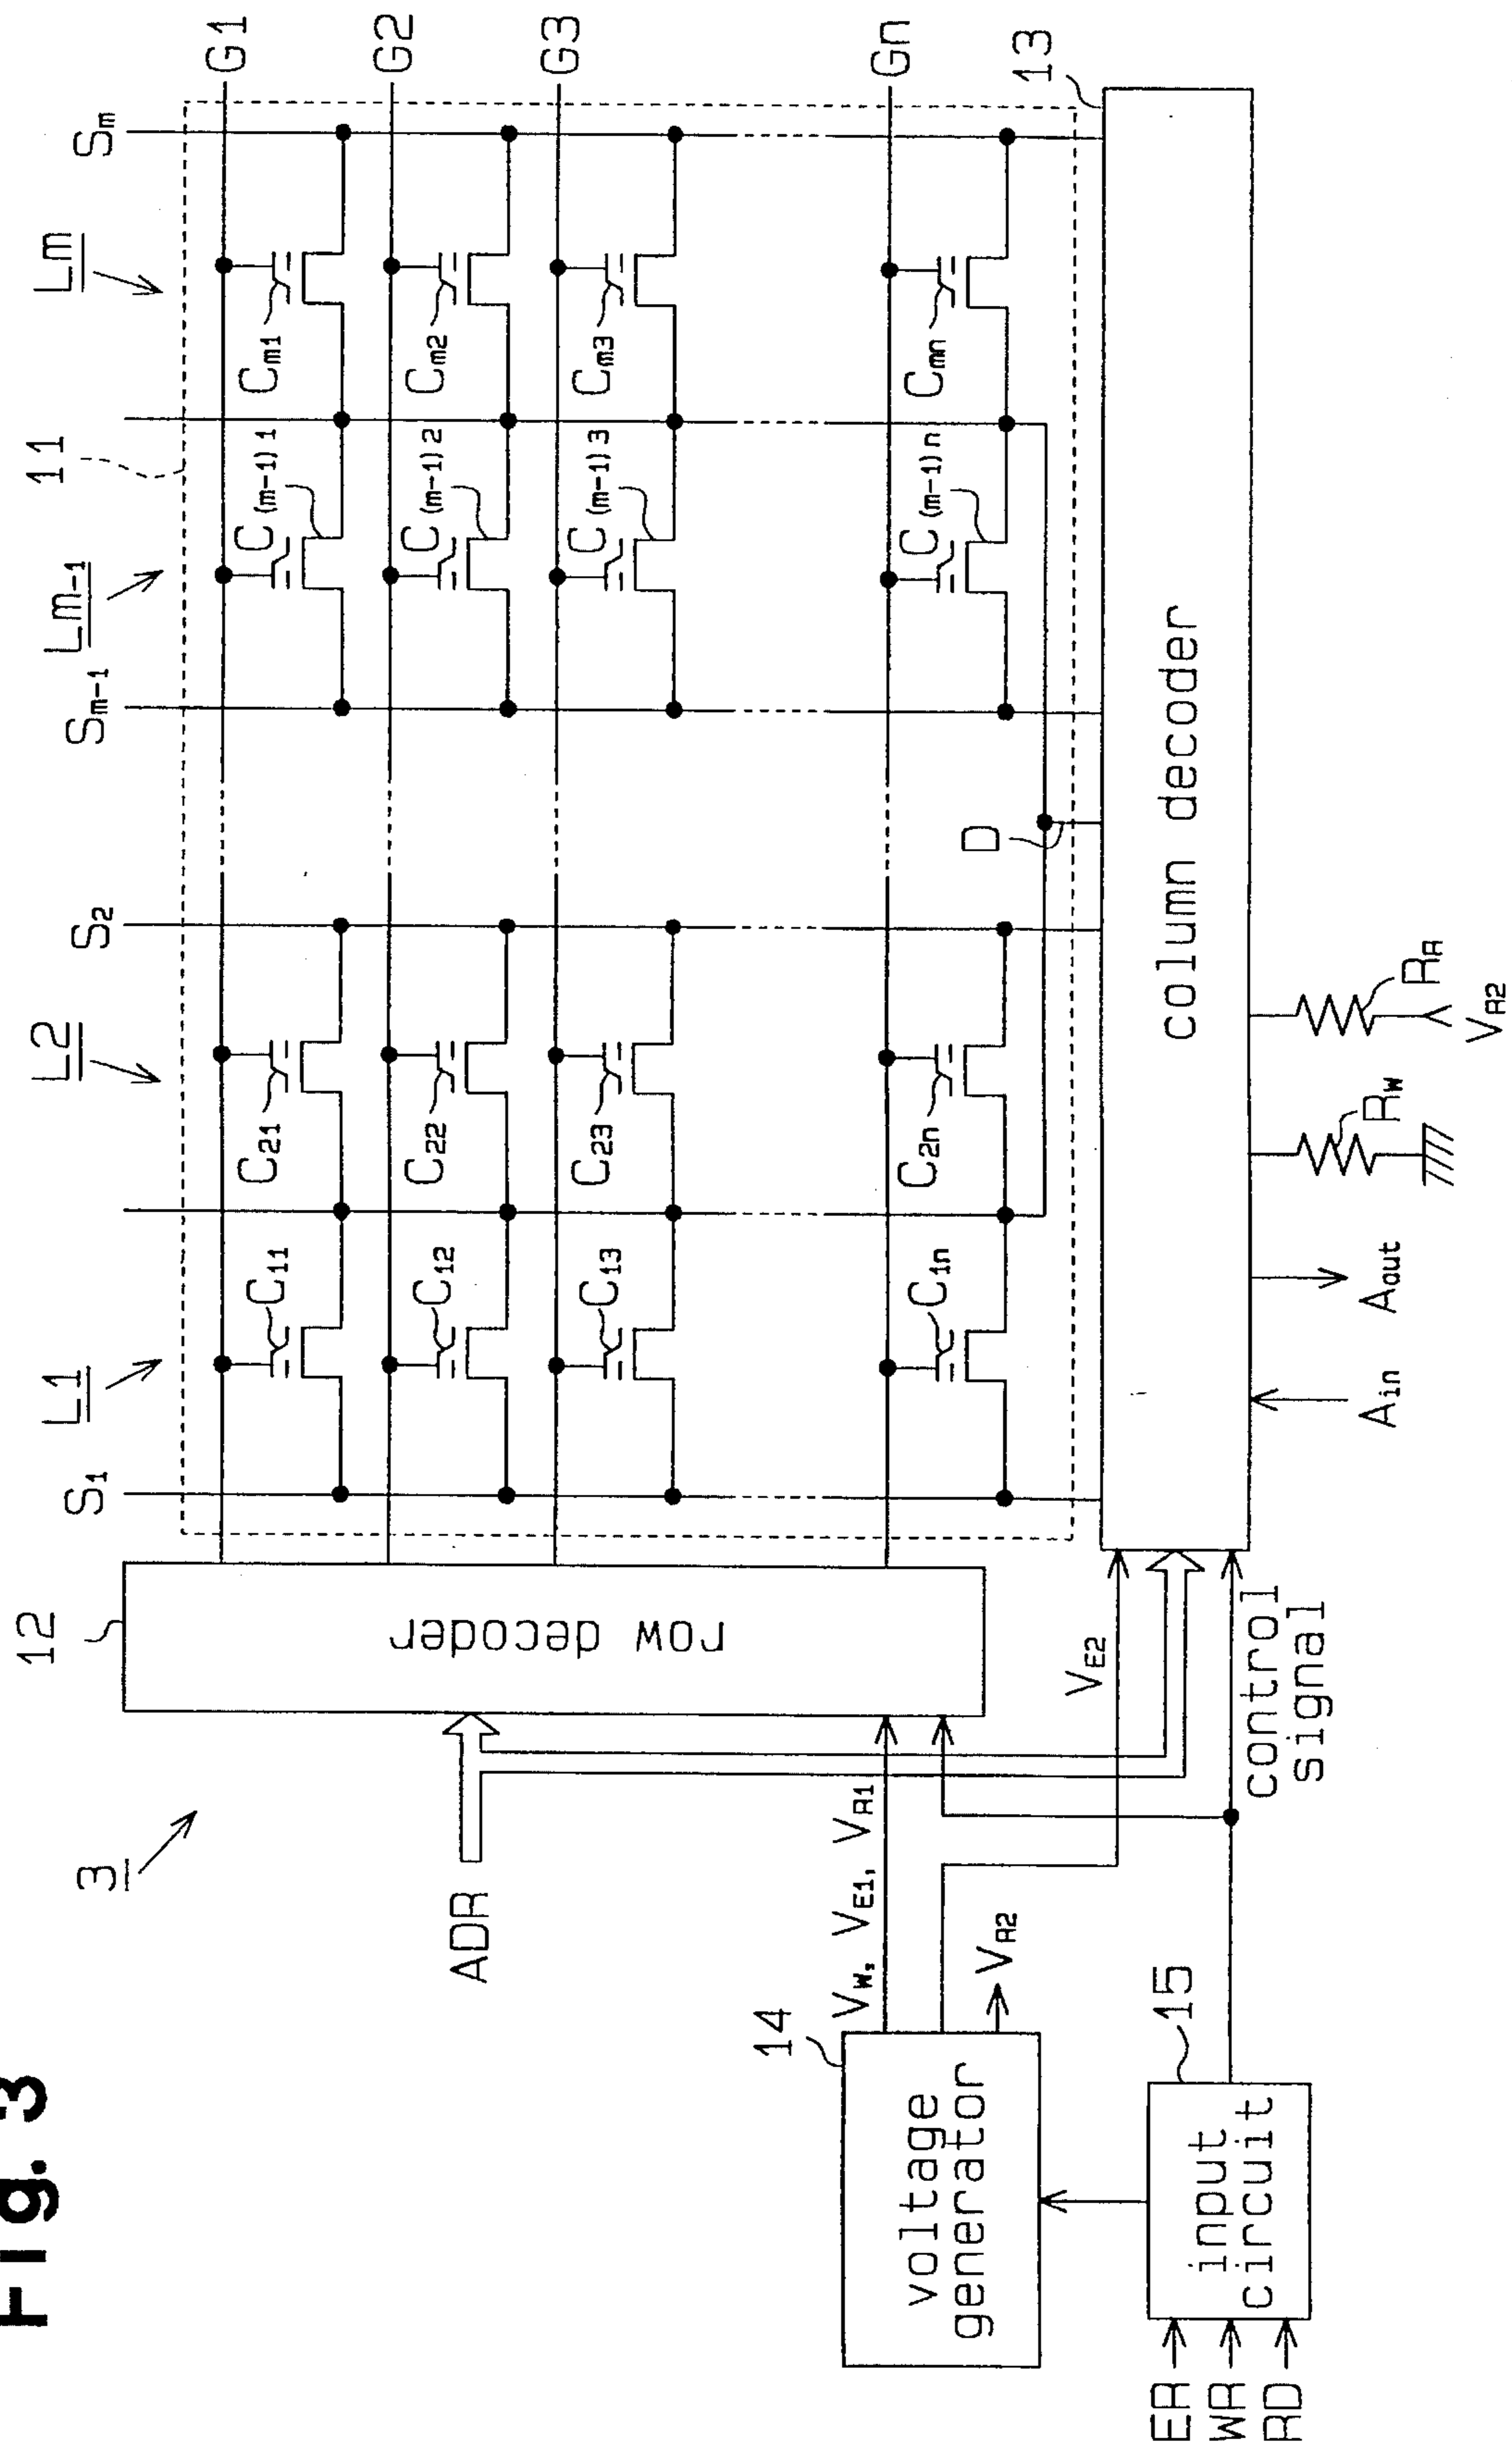 Fig. 3
3
11
Lm
Lm-1
L2
L1
Sm
Sm-1
S2
S1
G1
G2
G3
Gn
12
row decoder
C11
C21
C(m-1)1
Cm1
C12
C22
C(m-1)2
Cm2
C13
C23
C(m-1)3
Cm3
C1n
C2n
C(m-1)n
Cmn
D
13
column decoder
ADR
VW, VE1, VR1
VE2
VR2
14
voltage
generator
15
input
circuit
ER
WR
RD
control
signal
Ain
Aout
RW
RR
VR2